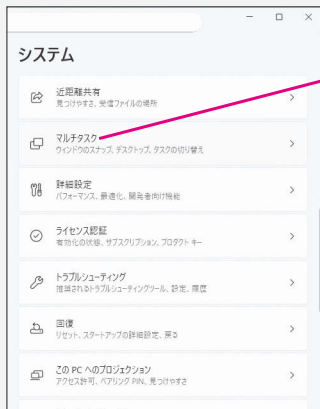 システム
近距離共有
見つけやすさ、受信ファイルの場所
マルチタスク
ウィンドウのスナップ、デスクトップ、タスクの切り替え
詳細設定
パフォーマンス、最適化、開発者向け機能
ライセンス認証
有効化の状態、サブスクリプション、プロダクト キー
トラブルシューティング
推奨されるトラブルシューティングツール、設定、履歴
回復
リセット、スタートアップの詳細設定、戻る
この PC へのプロジェクション
アクセス許可、ペアリング PIN、見つけやすさ